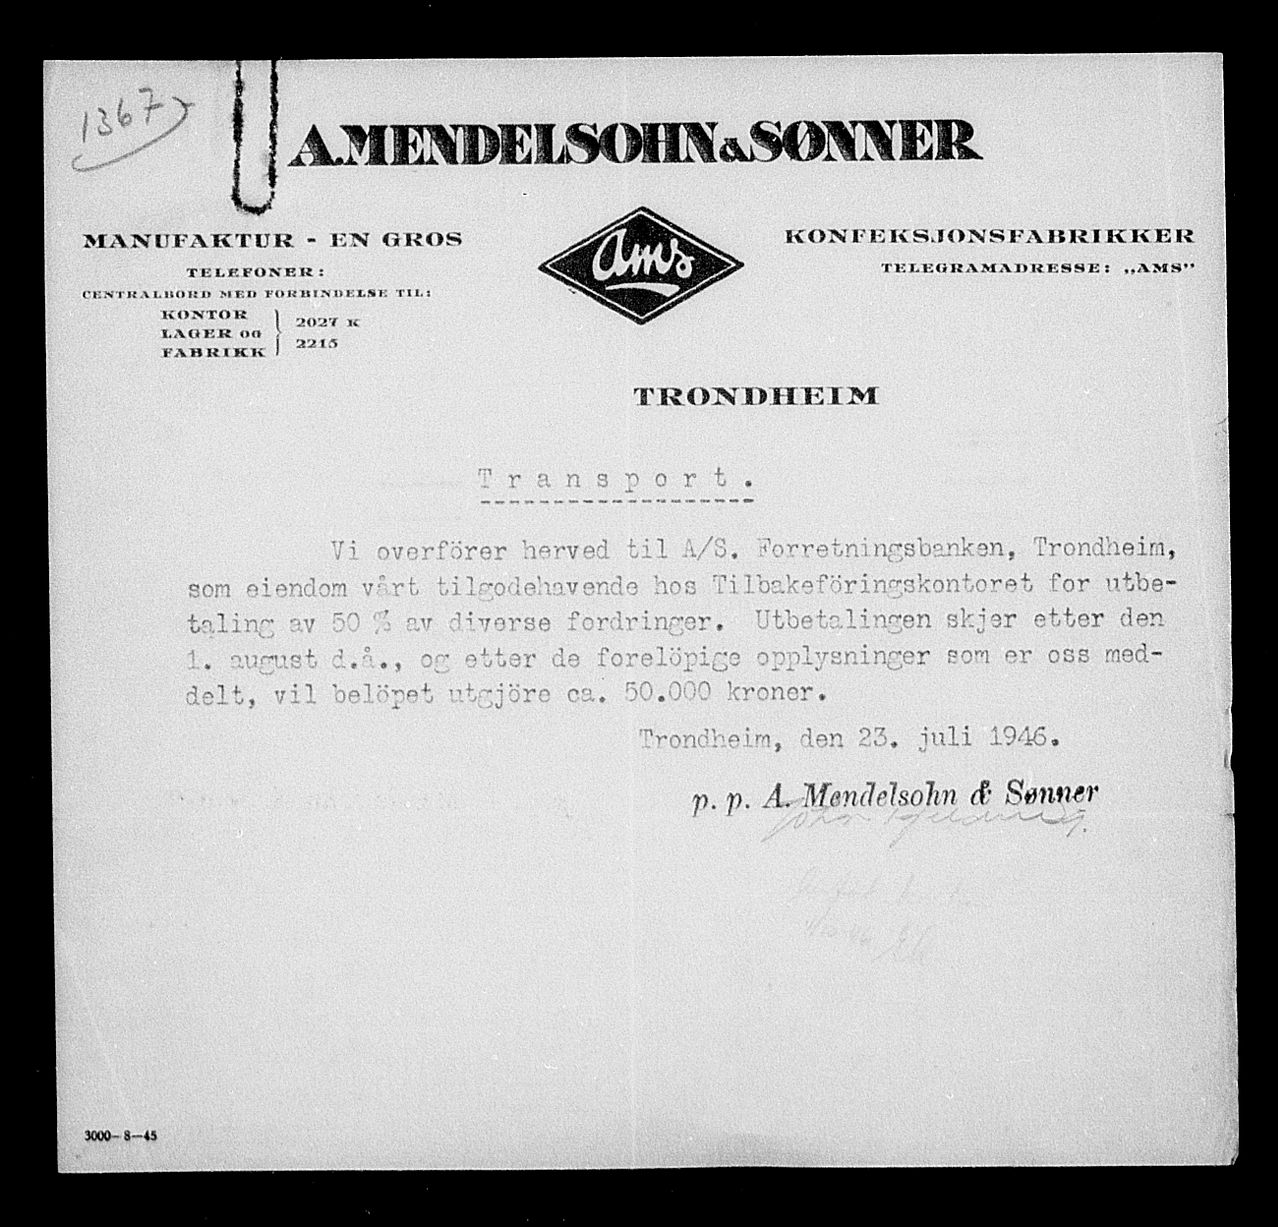 1367
A.MENDELSOHN&SØNNER
MANUFAKTUR - EN GROS
TELEFONER:
CENTRALBORD MED FORBINDELSE TIL:
KONTOR
LAGER OG
FABRIKK
2027 K
2215
Ams
KONFEKSJONSFABRIKKER
TELEGRAMADRESSE: „AMS”
TRONDHEIM
Transport.
Vi overförer herved til A/S. Forretningsbanken, Trondheim,
som eiendom vårt tilgodehavende hos Tilbakeföringskontoret for utbe-
taling av 50 % av diverse fordringer. Utbetalingen skjer etter den
1. august d.å., og etter de forelöpige opplysninger som er oss med-
delt, vil belöpet utgjöre ca. 50.000 kroner.
Trondheim, den 23. juli 1946.
p. p. A. Mendelsohn & Sønner
3000-8-45